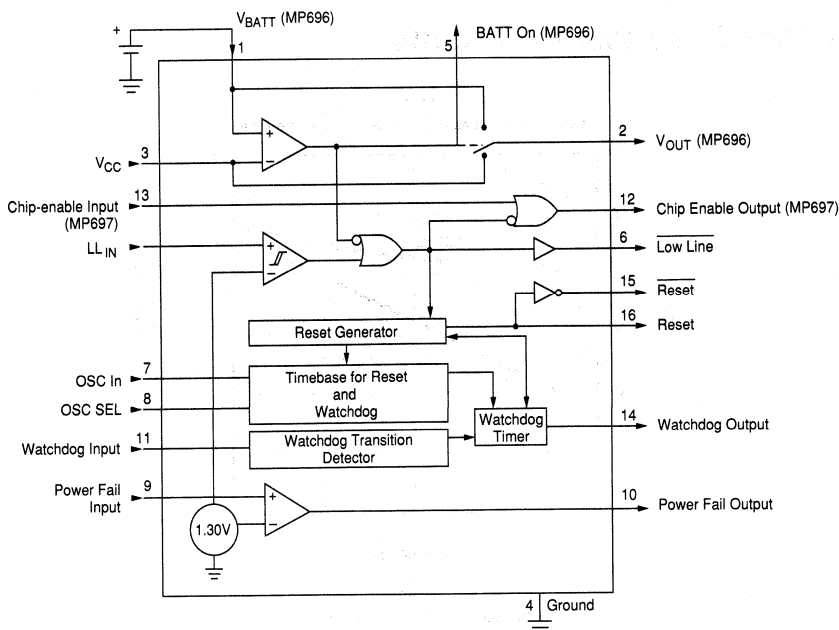 V_BATT (MP696)
+
1
5
BATT On (MP696)
+
−
2
V_OUT (MP696)
3
V_CC
13
Chip-enable Input
(MP697)
12
Chip Enable Output (MP697)
LL_IN
+
−
6
Low Line
15
Reset
16
Reset
Reset Generator
7
OSC In
8
OSC SEL
Timebase for Reset
and
Watchdog
11
Watchdog Input
Watchdog Transition
Detector
Watchdog
Timer
14
Watchdog Output
9
Power Fail
Input
+
−
10
Power Fail Output
1.30V
4
Ground